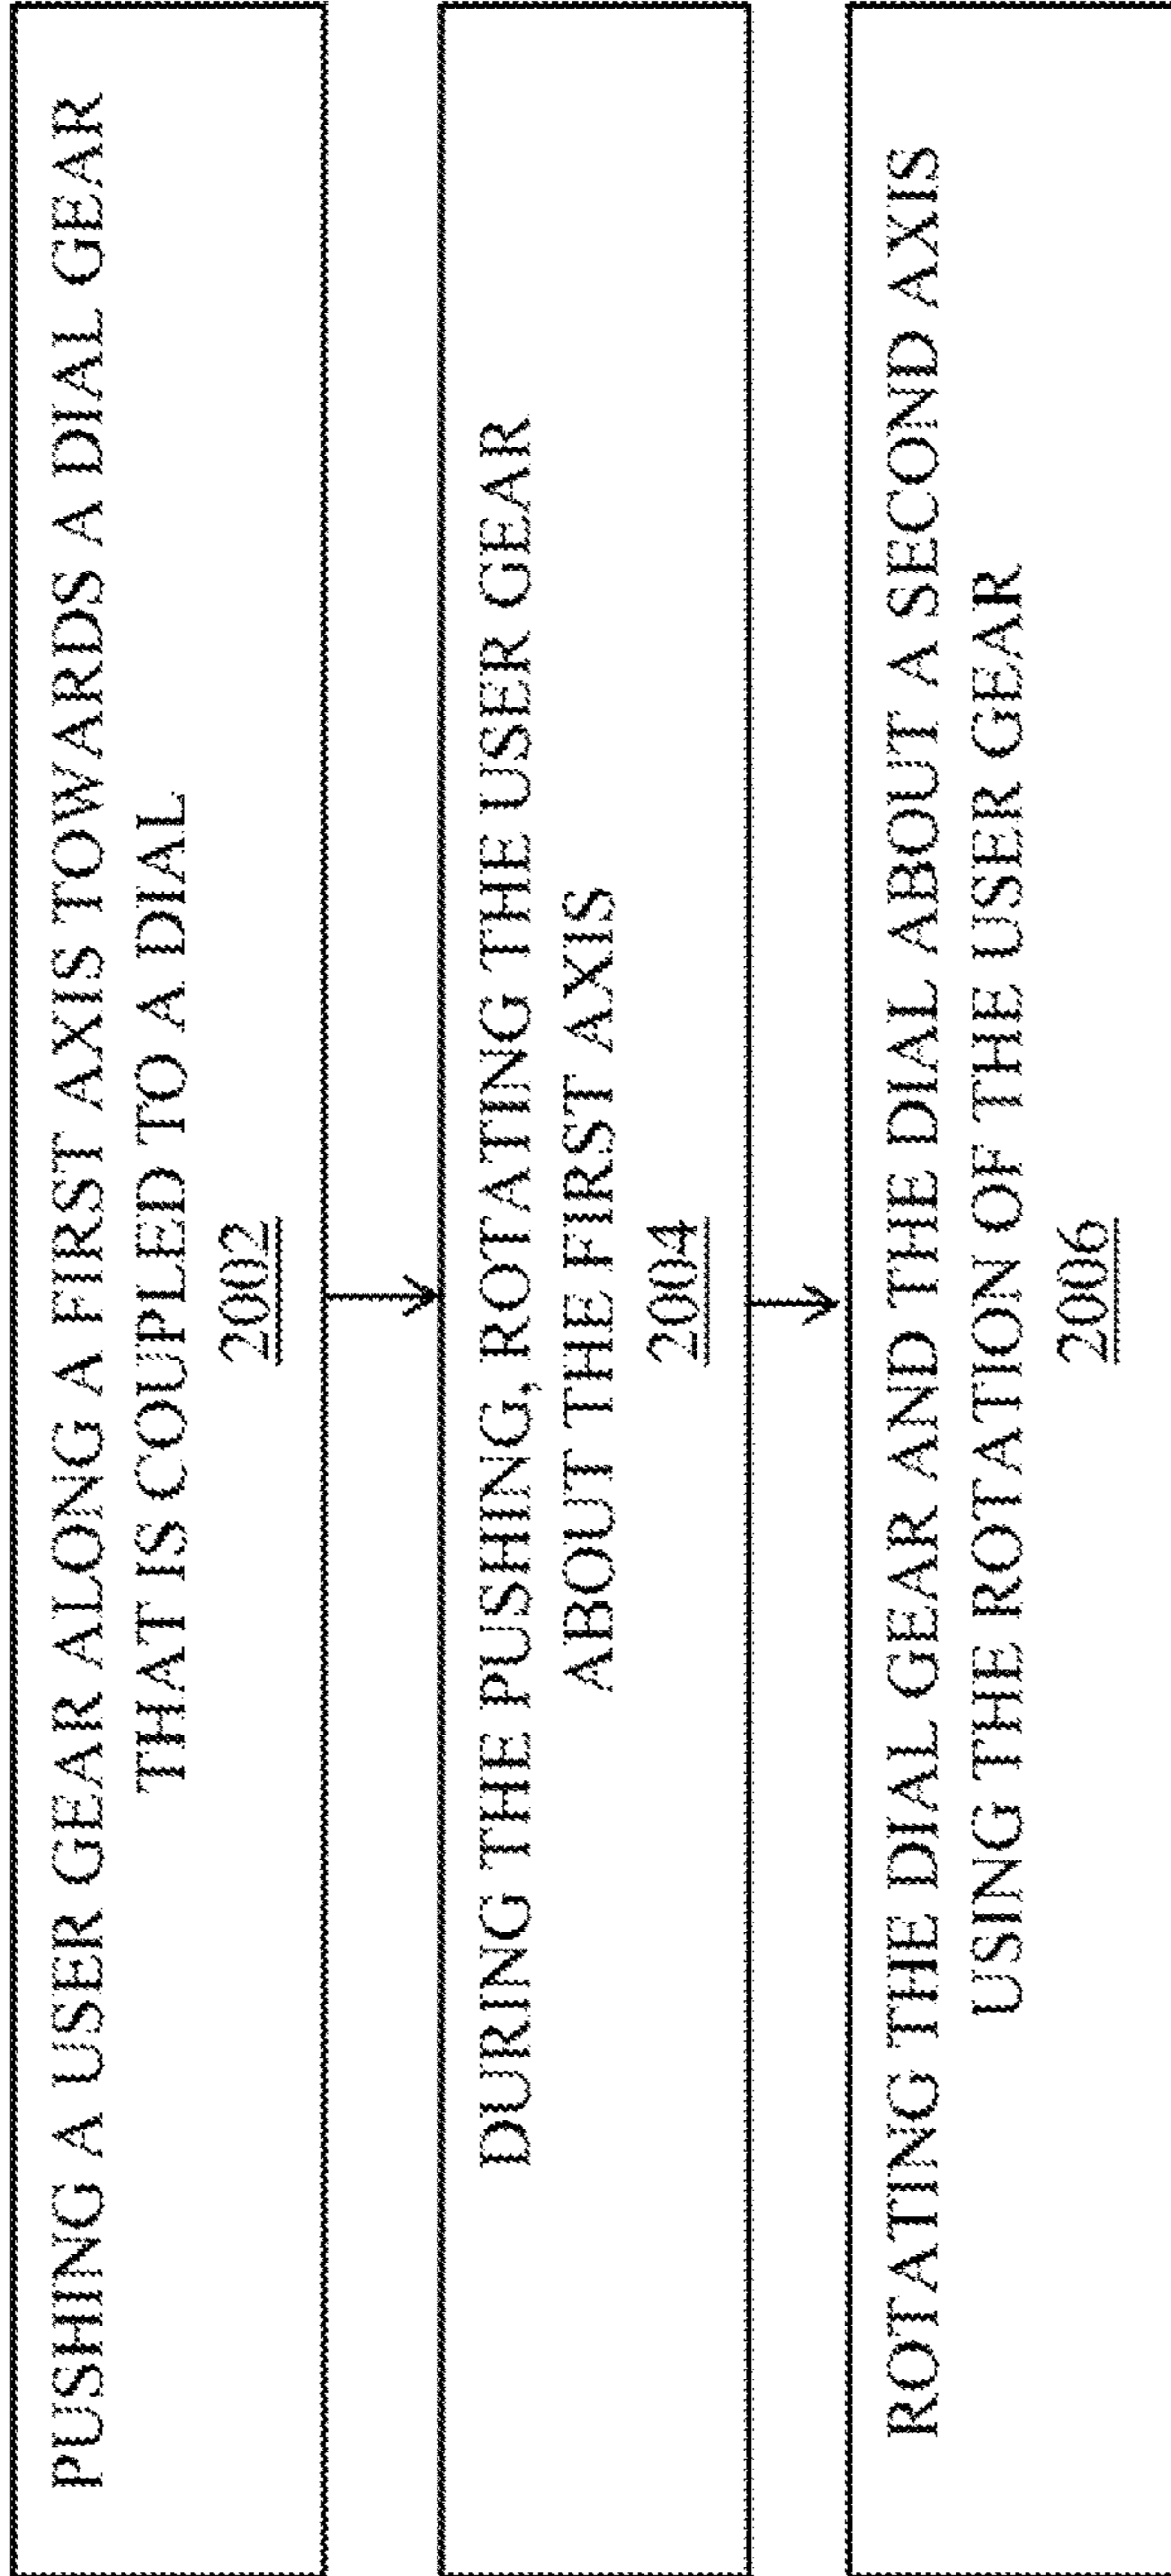 PUSHING A USER GEAR ALONG A FIRST AXIS TOWARDS A DIAL GEAR
THAT IS COUPLED TO A DIAL
2002
DURING THE PUSHING, ROTATING THE USER GEAR
ABOUT THE FIRST AXIS
2004
ROTATING THE DIAL GEAR AND THE DIAL ABOUT A SECOND AXIS
USING THE ROTATION OF THE USER GEAR
2006